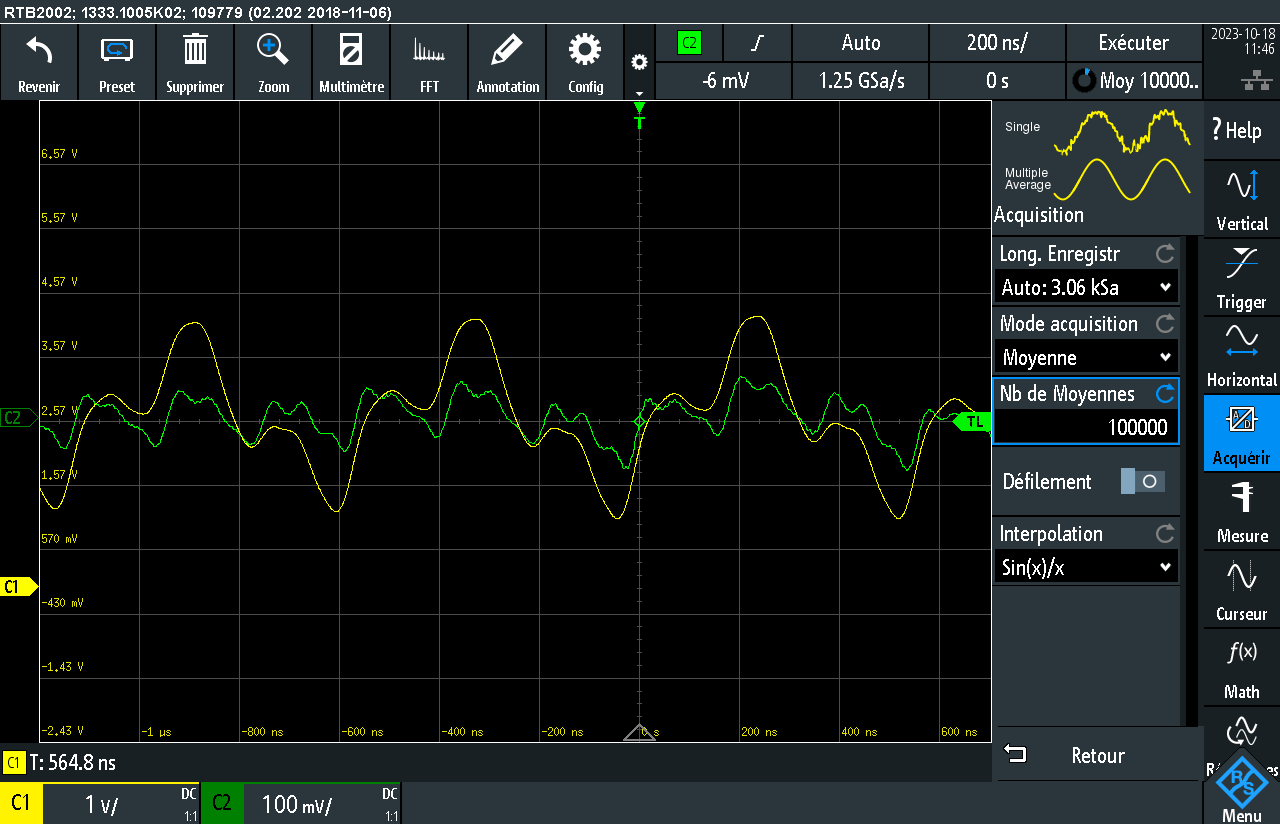 RTB2002; 1333.1005K02; 109779 (02.202 2018-11-06)
Revenir
Preset
Supprimer
Zoom
Multimètre
FFT
Annotation
Config
C2
Auto
200 ns/
Exécuter
2023-10-18
11:46
-6 mV
1.25 GSa/s
0 s
Moy 10000..
T
6.57 V
5.57 V
4.57 V
3.57 V
2.57 V
1.57 V
570 mV
-430 mV
-1.43 V
-2.43 V
C2
C1
TL
-1 µs
-800 ns
-600 ns
-400 ns
-200 ns
0 s
200 ns
400 ns
600 ns
Single
Multiple
Average
Acquisition
Long. Enregistr
Auto: 3.06 kSa
Mode acquisition
Moyenne
Nb de Moyennes
100000
Défilement
Interpolation
Sin(x)/x
Retour
? Help
Vertical
Trigger
Horizontal
Acquérir
Mesure
Curseur
f(x)
Math
R&S
Menu
C1 T: 564.8 ns
C1 1 V/ DC 1:1
C2 100 mV/ DC 1:1